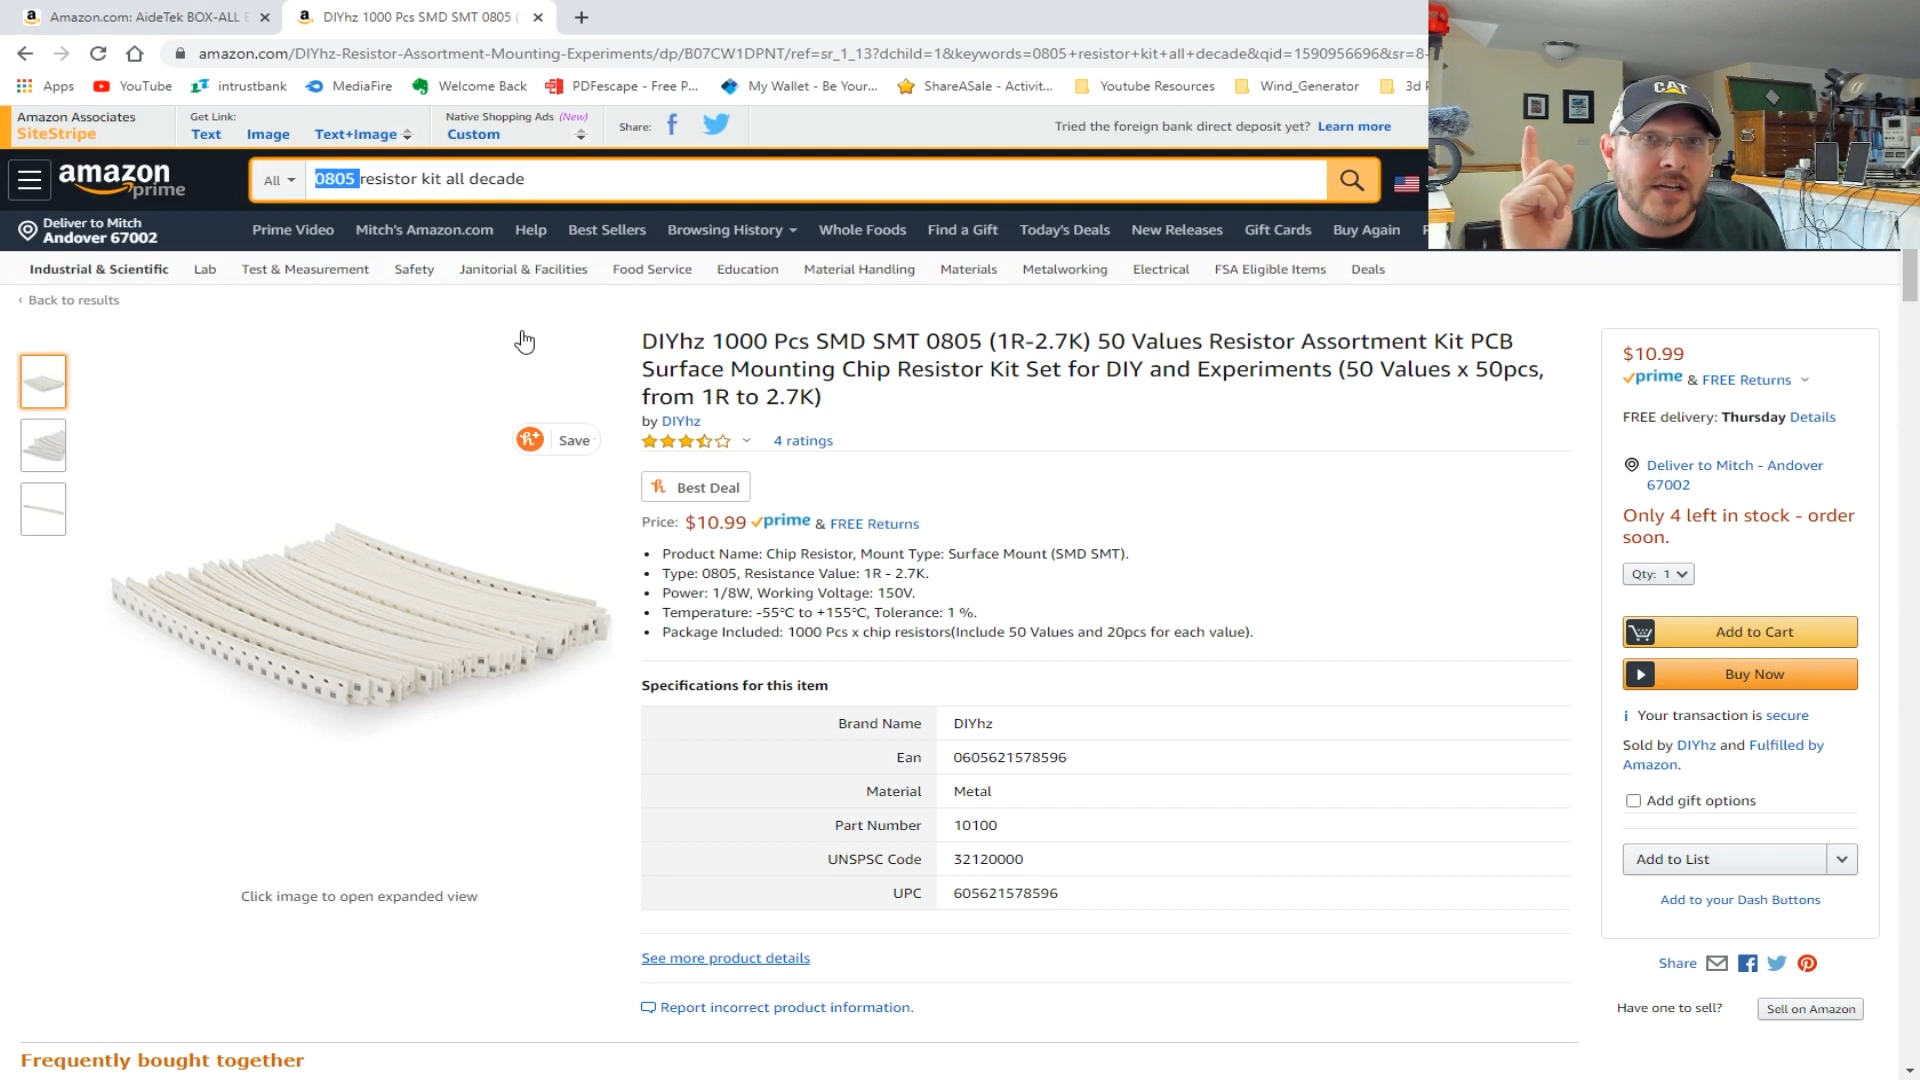 Amazon.com: AideTek BOX-ALL E
DIYhz 1000 Pcs SMD SMT 0805 (
amazon.com/DIYhz-Resistor-Assortment-Mounting-Experiments/dp/B07CW1DPNT/ref=sr_1_13?dchild=1&keywords=0805+resistor+kit+all+decade&qid=1590956696&sr=8-
Apps YouTube intrustbank MediaFire Welcome Back PDFescape - Free P... My Wallet - Be Your... ShareASale - Activit... Youtube Resources Wind_Generator 3d
Amazon Associates
SiteStripe
Get Link:
Text Image Text+Image
Native Shopping Ads (New)
Custom
Share:
Tried the foreign bank direct deposit yet? Learn more
CAT
amazon
prime
All
0805 resistor kit all decade
Deliver to Mitch
Andover 67002
Prime Video Mitch's Amazon.com Help Best Sellers Browsing History Whole Foods Find a Gift Today's Deals New Releases Gift Cards Buy Again
Industrial & Scientific Lab Test & Measurement Safety Janitorial & Facilities Food Service Education Material Handling Materials Metalworking Electrical FSA Eligible Items Deals
‹ Back to results
Save
Click image to open expanded view
DIYhz 1000 Pcs SMD SMT 0805 (1R-2.7K) 50 Values Resistor Assortment Kit PCB
Surface Mounting Chip Resistor Kit Set for DIY and Experiments (50 Values x 50pcs,
from 1R to 2.7K)
by DIYhz
4 ratings
Best Deal
Price: $10.99 prime & FREE Returns
• Product Name: Chip Resistor, Mount Type: Surface Mount (SMD SMT).
• Type: 0805, Resistance Value: 1R - 2.7K.
• Power: 1/8W, Working Voltage: 150V.
• Temperature: -55℃ to +155℃, Tolerance: 1 %.
• Package Included: 1000 Pcs x chip resistors(Include 50 Values and 20pcs for each value).
Specifications for this item
Brand Name DIYhz
Ean 0605621578596
Material Metal
Part Number 10100
UNSPSC Code 32120000
UPC 605621578596
See more product details
Report incorrect product information.
$10.99
prime & FREE Returns
FREE delivery: Thursday Details
Deliver to Mitch - Andover
67002
Only 4 left in stock - order
soon.
Qty: 1
Add to Cart
Buy Now
Your transaction is secure
Sold by DIYhz and Fulfilled by
Amazon.
Add gift options
Add to List
Add to your Dash Buttons
Share
Have one to sell? Sell on Amazon
Frequently bought together